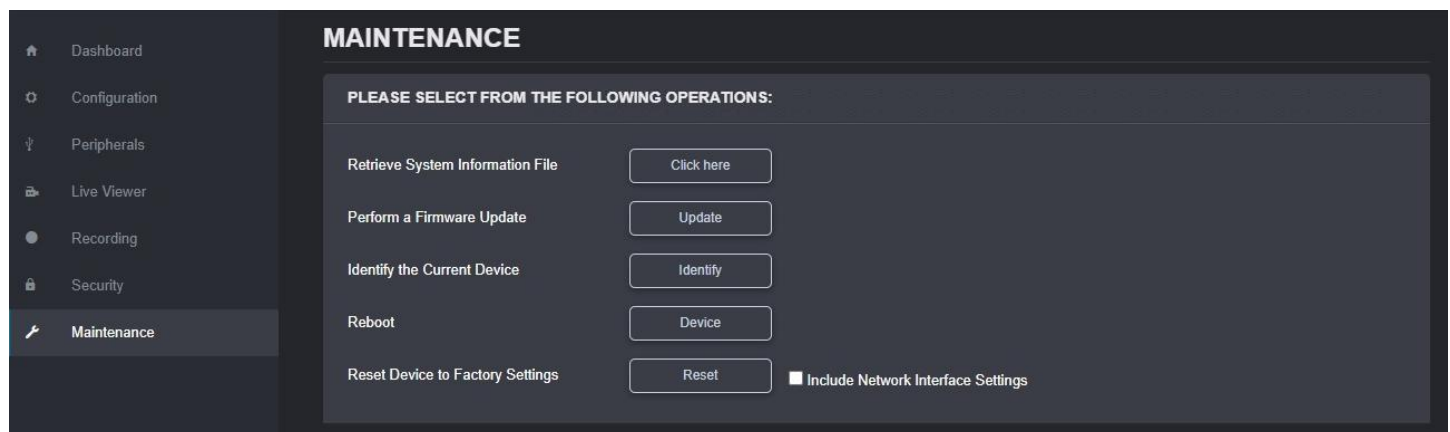 Dashboard
Configuration
Peripherals
Live Viewer
Recording
Security
Maintenance
MAINTENANCE
PLEASE SELECT FROM THE FOLLOWING OPERATIONS:
Retrieve System Information File Click here
Perform a Firmware Update Update
Identify the Current Device Identify
Reboot Device
Reset Device to Factory Settings Reset Include Network Interface Settings